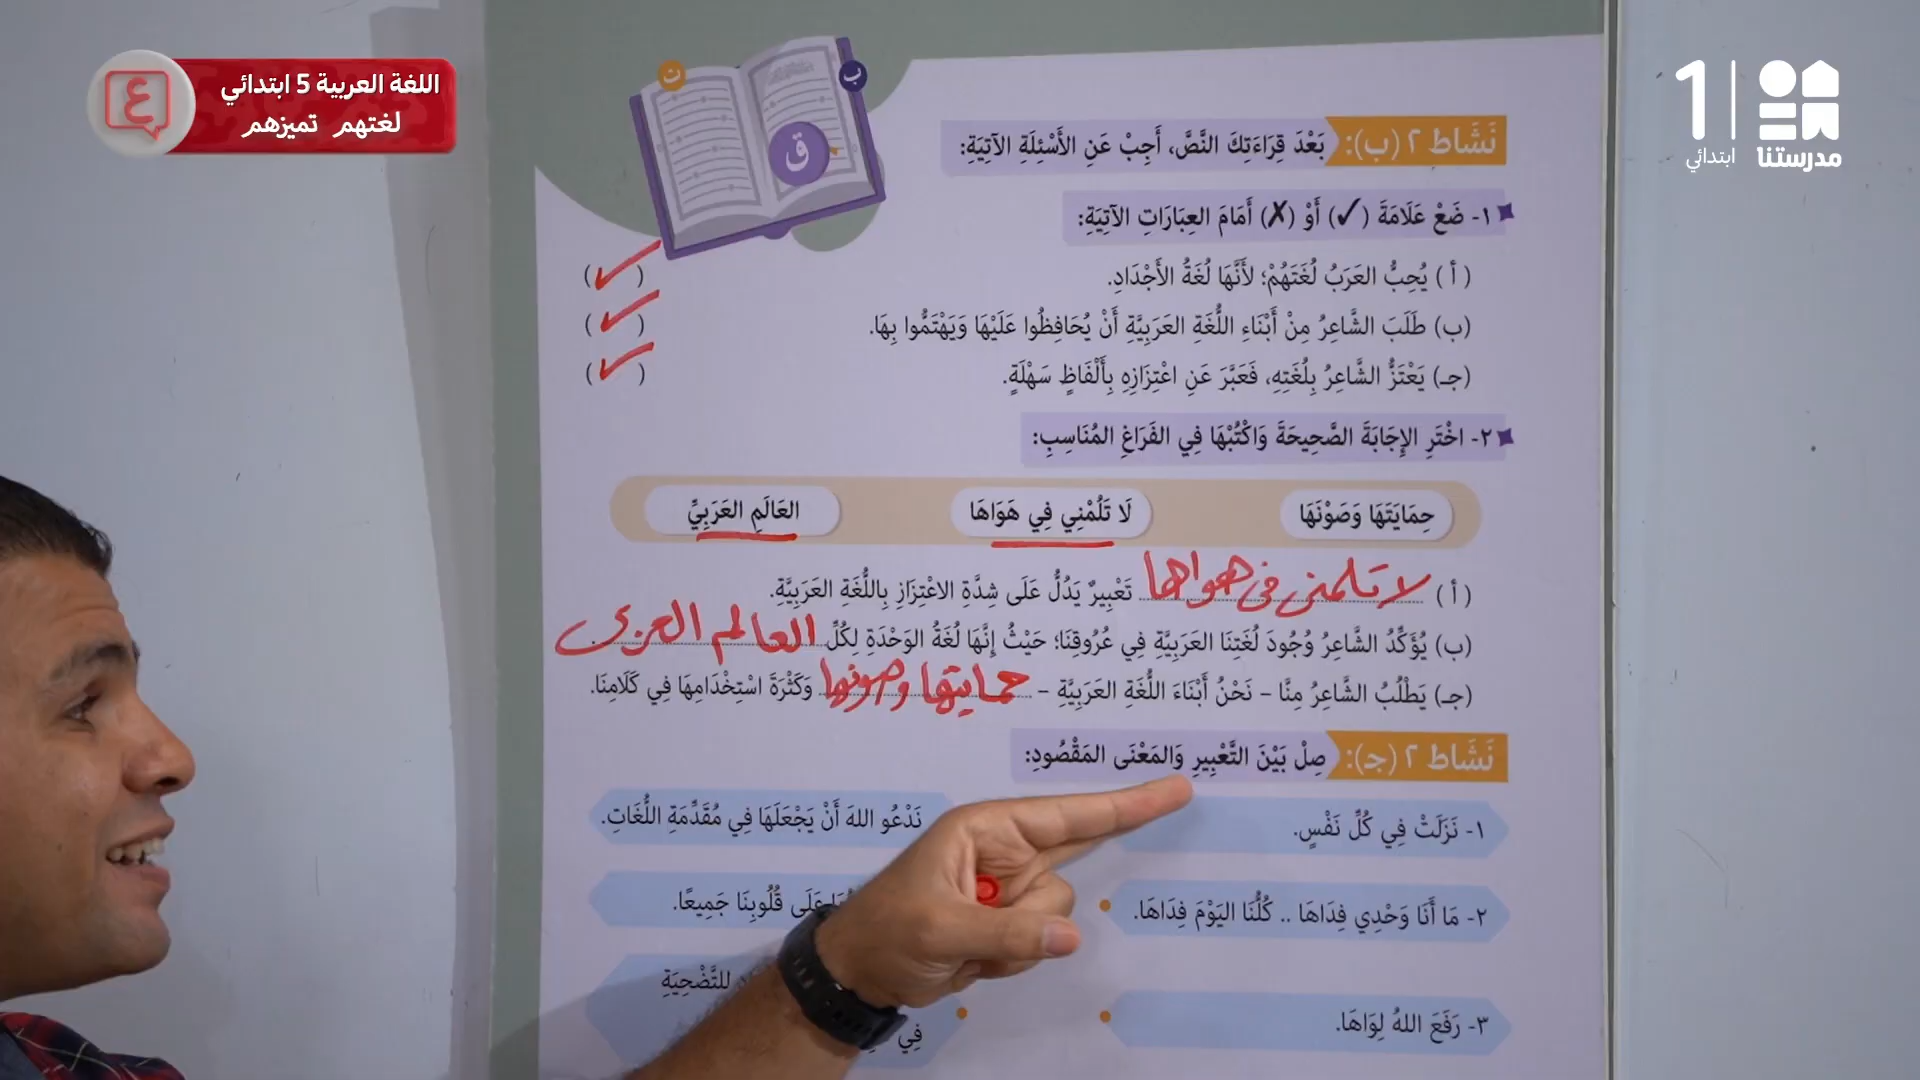 اللغة العربية 5 ابتدائي
لغتهم تميزهم
ع
1
ابتدائي
مدرستنا
ن
ب
ق
نَشَاط ٢ (ب): بَعْدَ قِرَاءَتِكَ النَّصَّ، أَجِبْ عَنِ الأَسْئِلَةِ الآتِيَةِ:
١- ضَعْ عَلَامَةَ (✓) أَوْ (✗) أَمَامَ العِبَارَاتِ الآتِيَةِ:
( أ ) يُحِبُّ العَرَبُ لُغَتَهُمْ؛ لأَنَّهَا لُغَةُ الأَجْدَادِ. (✓)
(ب) طَلَبَ الشَّاعِرُ مِنْ أَبْنَاءِ اللُّغَةِ العَرَبِيَّةِ أَنْ يُحَافِظُوا عَلَيْهَا وَيَهْتَمُّوا بِهَا. (✓)
(جـ) يَعْتَزُّ الشَّاعِرُ بِلُغَتِهِ، فَعَبَّرَ عَنِ اعْتِزَازِهِ بِأَلْفَاظٍ سَهْلَةٍ. (✓)
٢- اخْتَرِ الإِجَابَةَ الصَّحِيحَةَ وَاكْتُبْهَا فِي الفَرَاغِ المُنَاسِبِ:
حِمَايَتَهَا وَصَوْنَهَا
لَا تَلُمْنِي فِي هَوَاهَا
العَالَمِ العَرَبِيِّ
( أ ) لا تلمنى فى هواها تَعْبِيرٌ يَدُلُّ عَلَى شِدَّةِ الاعْتِزَازِ بِاللُّغَةِ العَرَبِيَّةِ.
(ب) يُؤَكِّدُ الشَّاعِرُ وُجُودَ لُغَتِنَا العَرَبِيَّةِ فِي عُرُوقِنَا؛ حَيْثُ إِنَّهَا لُغَةُ الوَحْدَةِ لِكُلِّ العالم العربى.
(جـ) يَطْلُبُ الشَّاعِرُ مِنَّا – نَحْنُ أَبْنَاءَ اللُّغَةِ العَرَبِيَّةِ – حمايتها وصونها وَكَثْرَةَ اسْتِخْدَامِهَا فِي كَلَامِنَا.
نَشَاط ٢ (جـ): صِلْ بَيْنَ التَّعْبِيرِ وَالمَعْنَى المَقْصُودِ:
١- نَزَلَتْ فِي كُلِّ نَفْسٍ.
نَدْعُو اللهَ أَنْ يَجْعَلَهَا فِي مُقَدِّمَةِ اللُّغَاتِ.
٢- مَا أَنَا وَحْدِي فِدَاهَا .. كُلُّنَا اليَوْمَ فِدَاهَا.
عَلَى قُلُوبِنَا جَمِيعًا.
٣- رَفَعَ اللهُ لِوَاهَا.
للتَّضْحِيَةِ
فِي